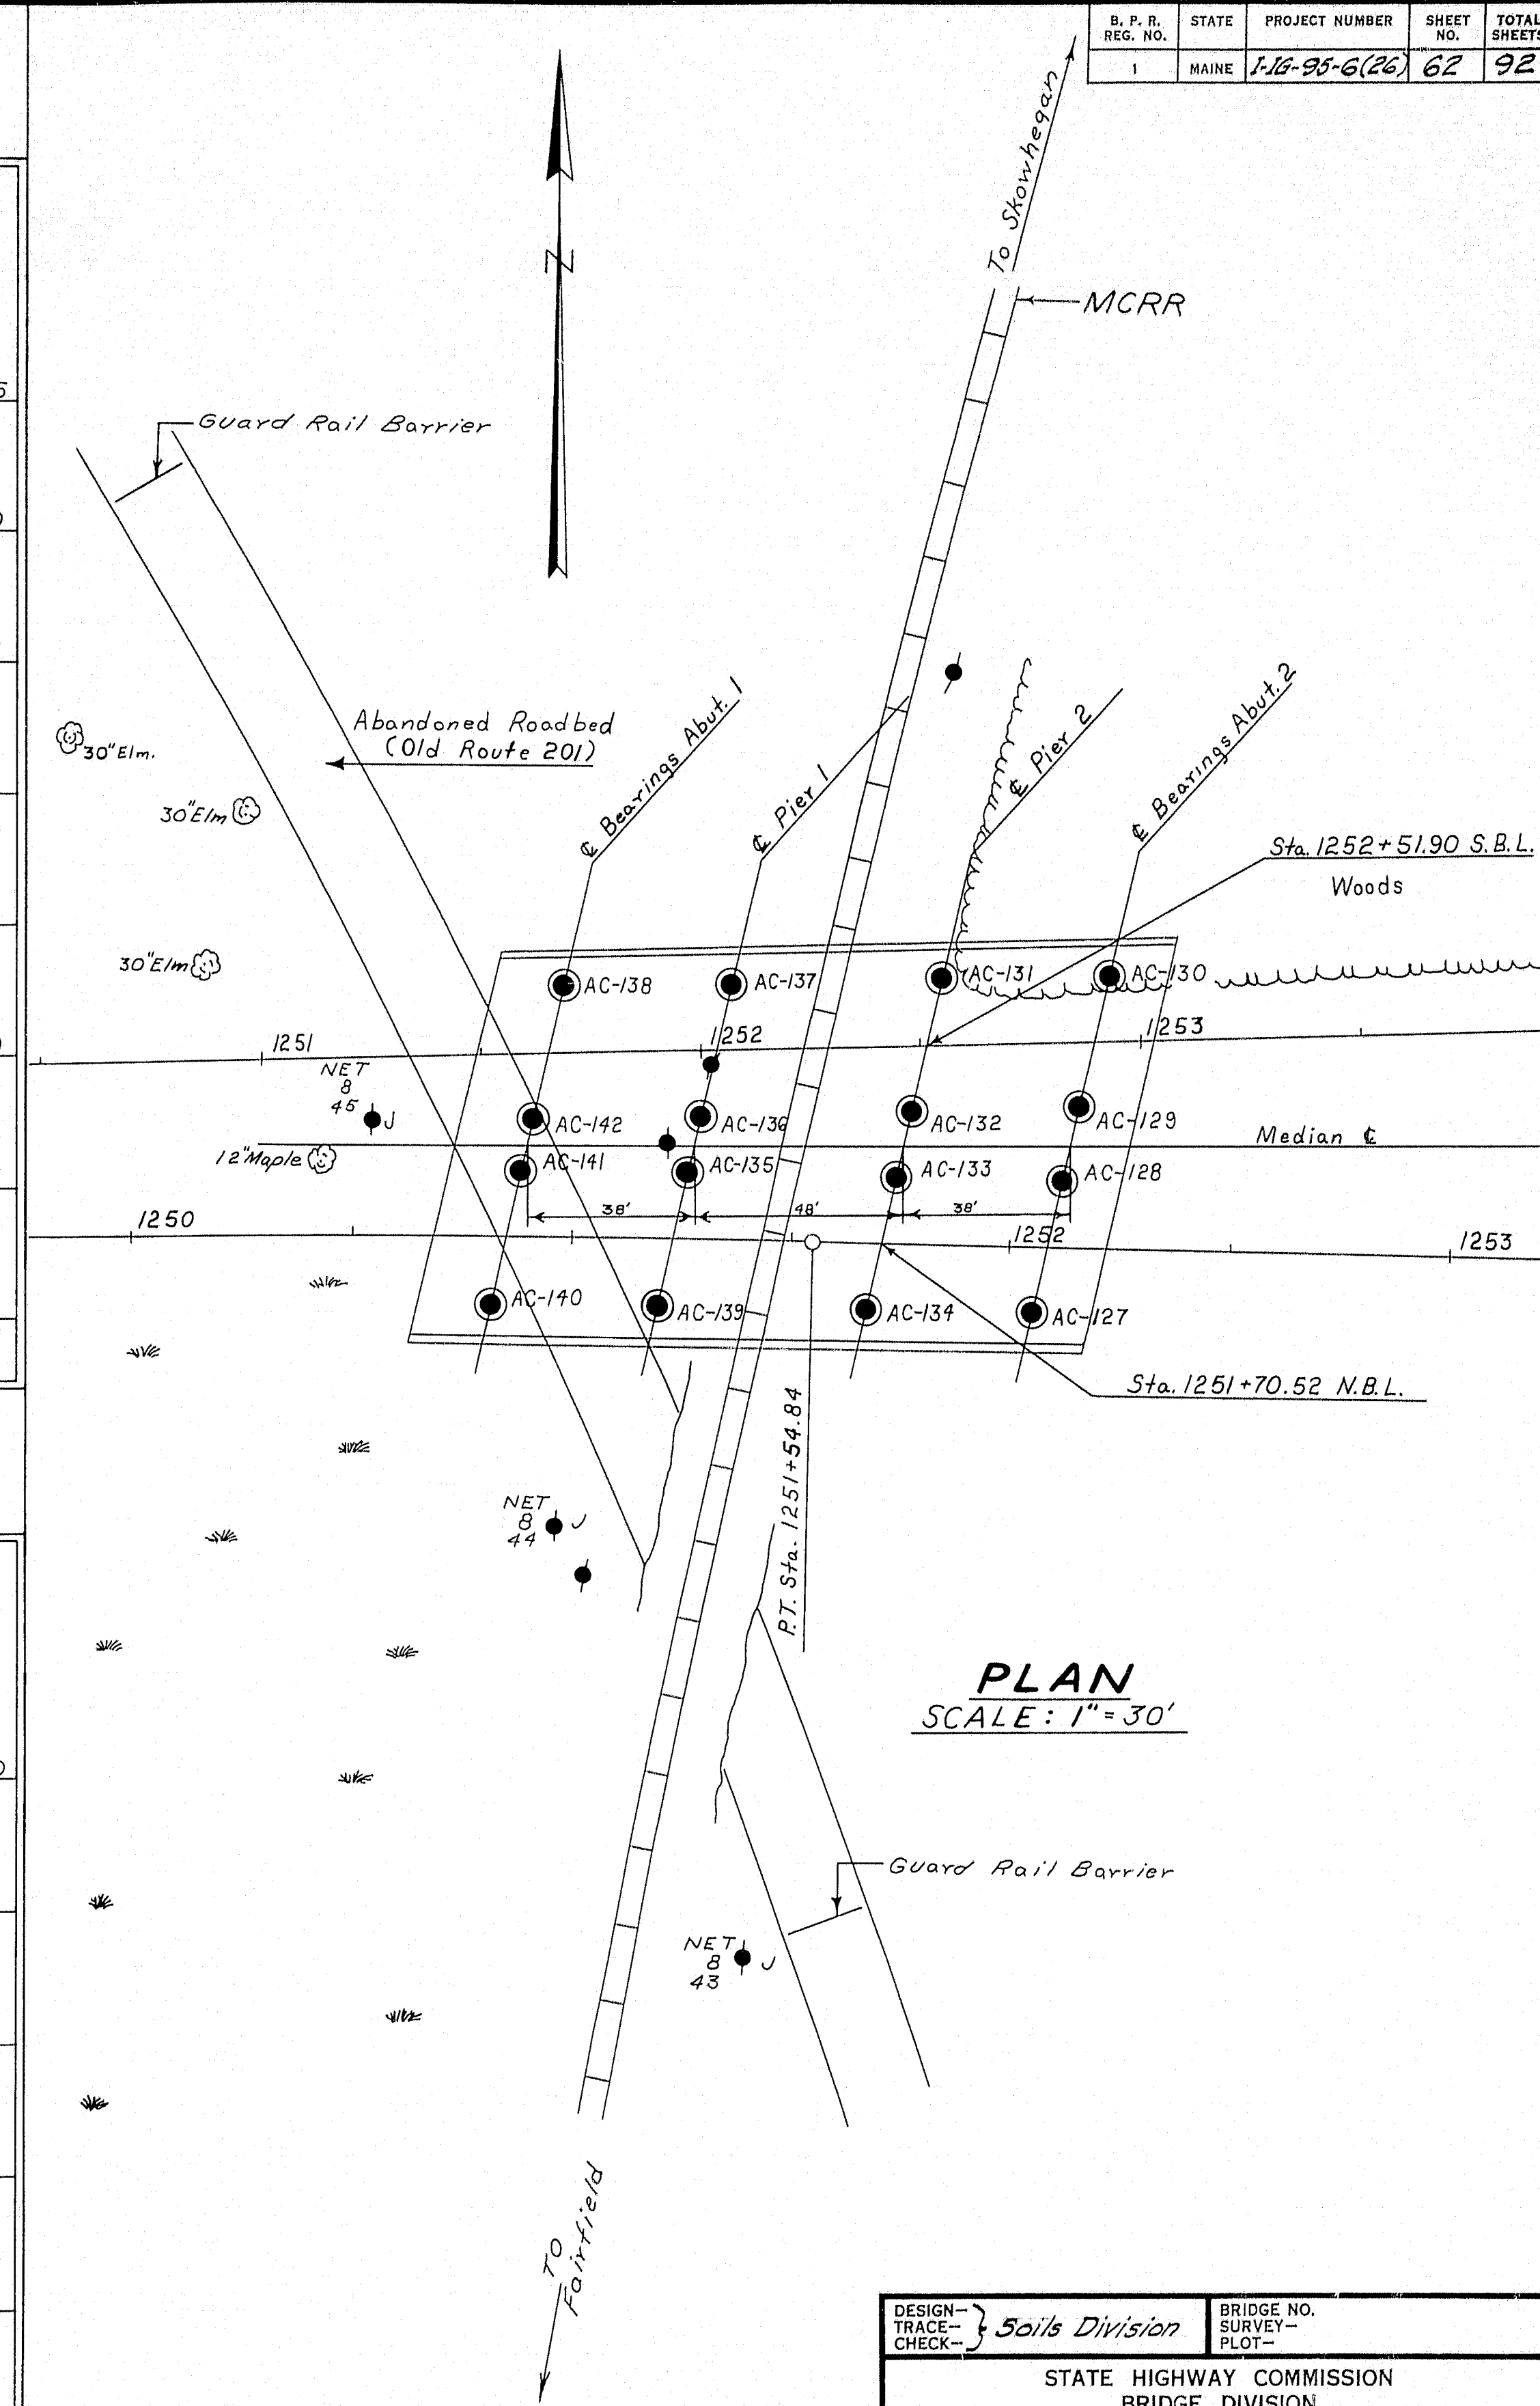 B. P. R. REG. NO.
STATE
PROJECT NUMBER
SHEET NO.
TOTAL SHEETS
1
MAINE
I-IG-95-6(26)
62
92
To Skowhegan
N
MCRR
Guard Rail Barrier
Abandoned Roadbed
(Old Route 201)
30" Elm.
30" Elm
30" Elm
℄ Bearings Abut. 1
℄ Pier 1
℄ Pier 2
℄ Bearings Abut. 2
Sta. 1252+51.90 S.B.L.
Woods
AC-138
AC-137
AC-131
AC-130
1251
1252
1253
NET
8
45
J
AC-142
AC-136
AC-132
AC-129
Median ℄
12" Maple
AC-141
AC-135
AC-133
AC-128
38'
48'
38'
1250
1252
1253
AC-140
AC-139
AC-134
AC-127
Sta. 1251+70.52 N.B.L.
P.T. Sta. 1251+54.84
NET
8
44
PLAN
SCALE: 1" = 30'
Guard Rail Barrier
NET
8
43
TO
Fairfield
DESIGN-
TRACE-
CHECK-
Soils Division
BRIDGE NO.
SURVEY-
PLOT-
STATE HIGHWAY COMMISSION
BRIDGE DIVISION